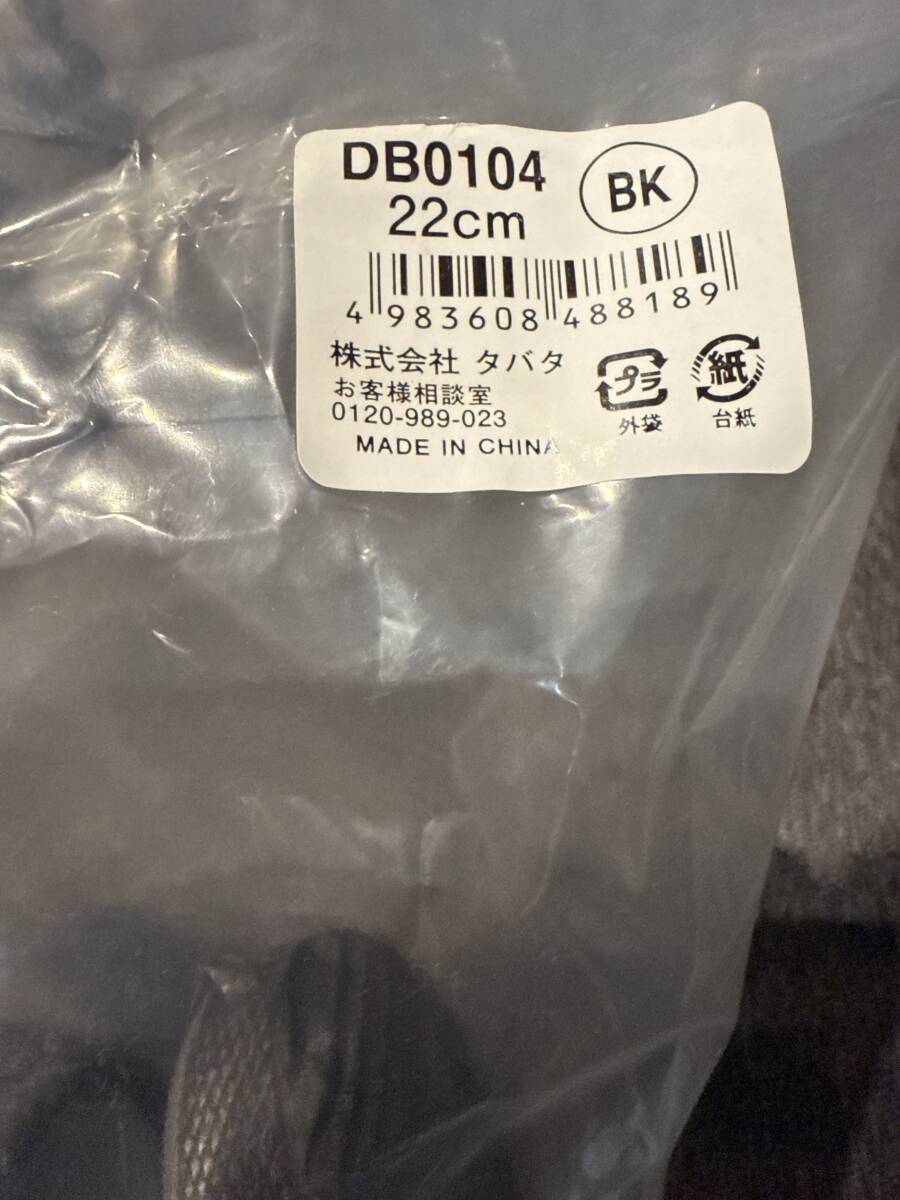 DB0104
BK
22cm
4 983608 488189
株式会社 タバタ
お客様相談室
0120-989-023
MADE IN CHINA
プラ
外袋
紙
台紙